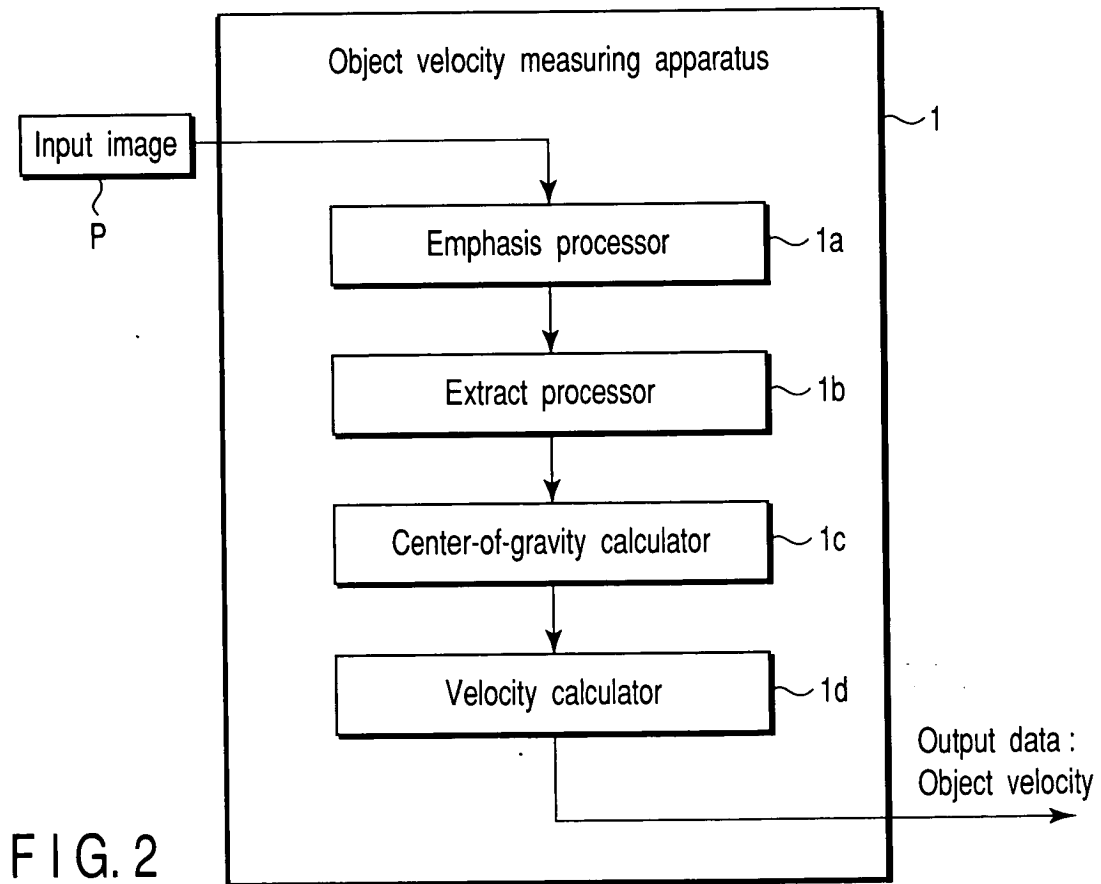 Object velocity measuring apparatus
1
Input image
P
Emphasis processor
1a
Extract processor
1b
Center-of-gravity calculator
1c
Velocity calculator
1d
Output data :
Object velocity
FIG. 2